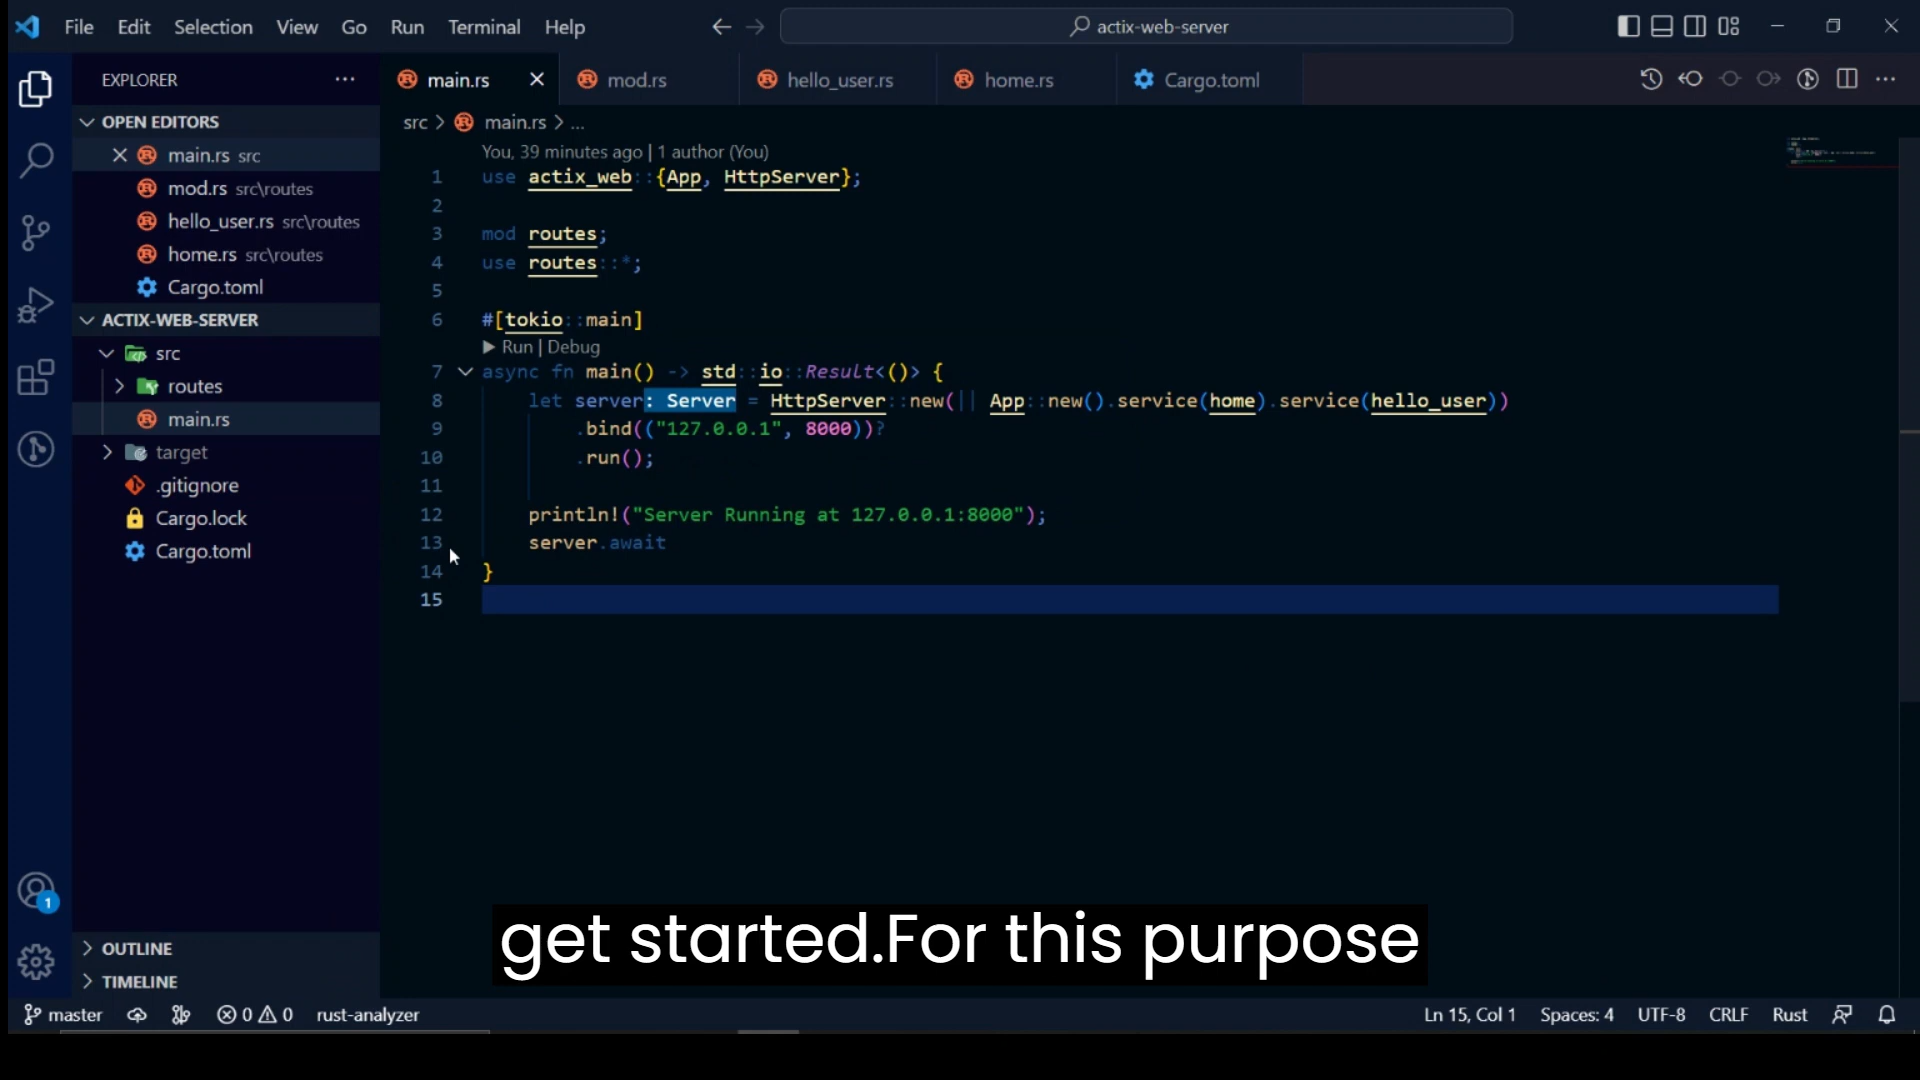 File Edit Selection View Go Run Terminal Help
actix-web-server
EXPLORER
main.rs
mod.rs
hello_user.rs
home.rs
Cargo.toml
OPEN EDITORS
main.rs src
mod.rs src\routes
hello_user.rs src\routes
home.rs src\routes
Cargo.toml
ACTIX-WEB-SERVER
src
routes
main.rs
target
.gitignore
Cargo.lock
Cargo.toml
OUTLINE
TIMELINE
src > main.rs > ...
You, 39 minutes ago | 1 author (You)
1 use actix_web::{App, HttpServer};
2
3 mod routes;
4 use routes::*;
5
6 #[tokio::main]
Run | Debug
7 async fn main() -> std::io::Result<()> {
8 let server: Server = HttpServer::new(|| App::new().service(home).service(hello_user))
9 .bind(("127.0.0.1", 8000))?
10 .run();
11
12 println!("Server Running at 127.0.0.1:8000");
13 server.await
14 }
15
get started.For this purpose
1
master
0 0
rust-analyzer
Ln 15, Col 1
Spaces: 4
UTF-8
CRLF
Rust